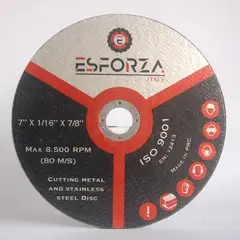 ESFORZA
ITALY
7" X 1/16" X 7/8"
MAX 8.500 RPM
(80 M/S)
ISO 9001
EN: 12413
MADE IN PRC
CUTTING METAL
AND STAINLESS
STEEL DISC